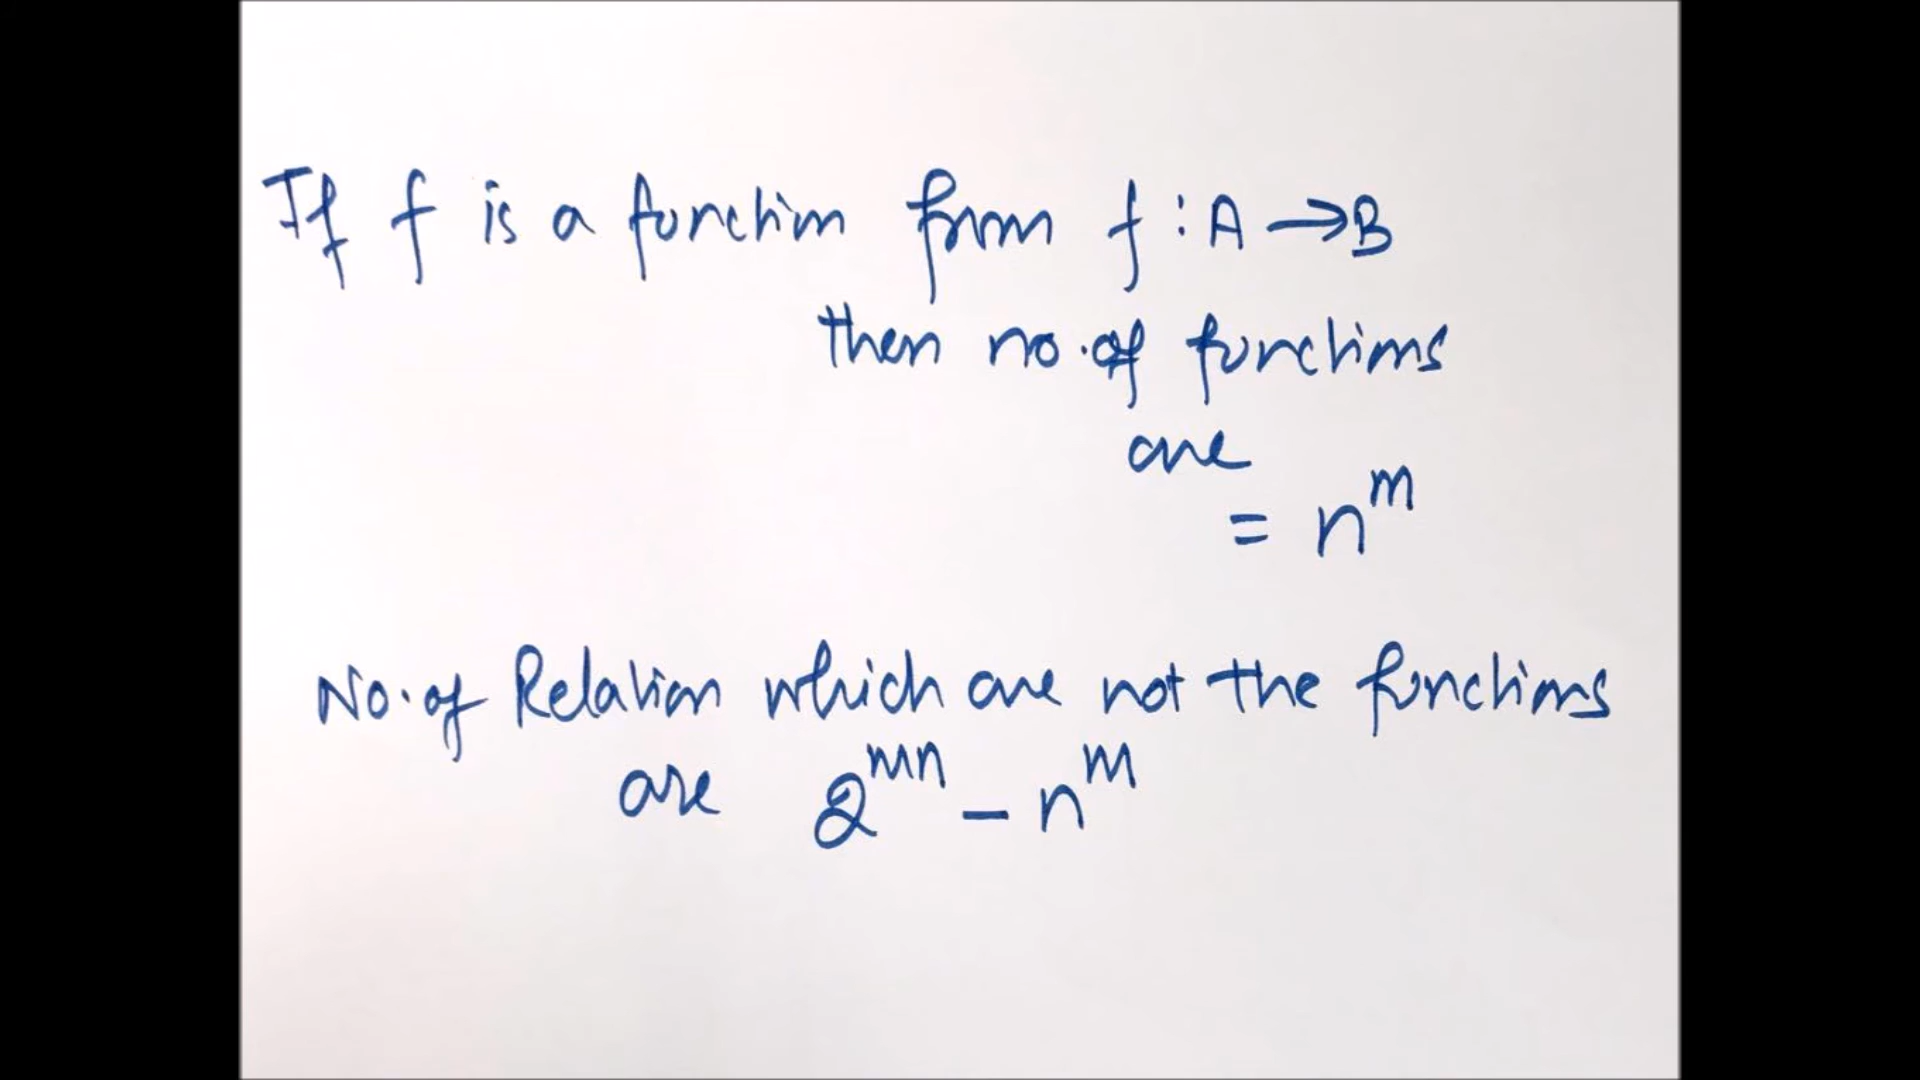 If f is a function from f : A → B
then no. of functions
are
= n^m
No. of Relation which are not the functions
are 2^mn - n^m